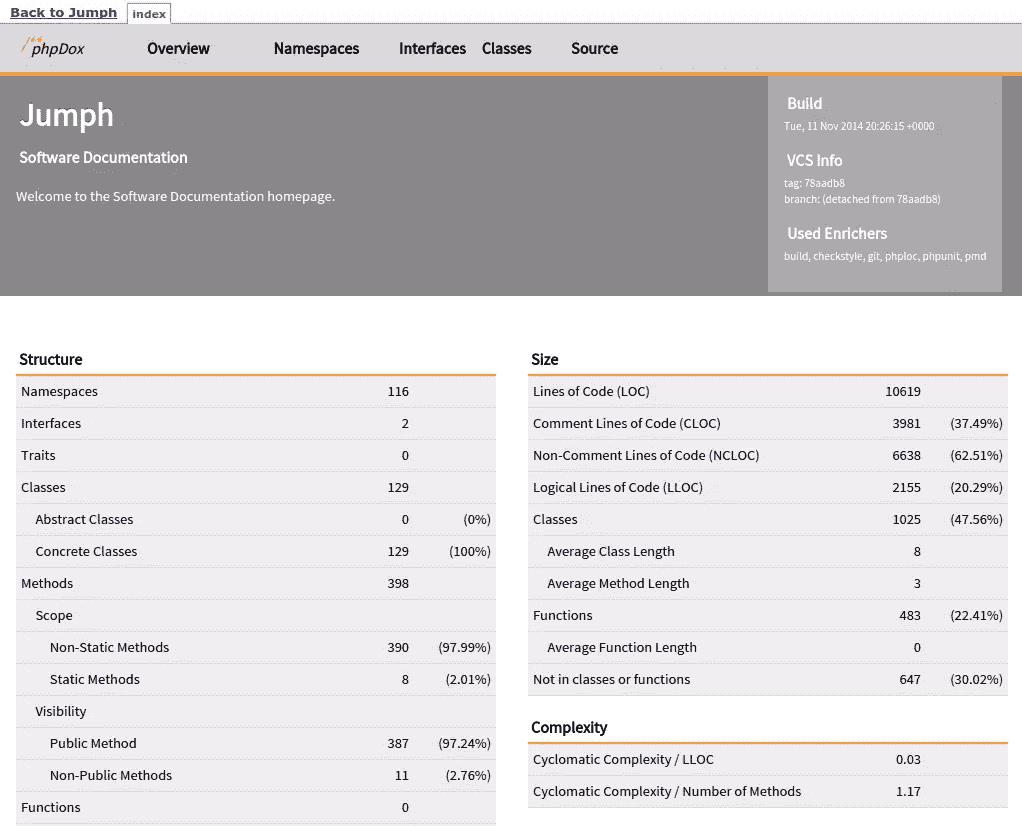 Back to Jumph index
phpDox Overview Namespaces Interfaces Classes Source
Jumph
Software Documentation
Welcome to the Software Documentation homepage.
Build
Tue, 11 Nov 2014 20:26:15 +0000
VCS Info
tag: 78aadb8
branch: (detached from 78aadb8)
Used Enrichers
build, checkstyle, git, phploc, phpunit, pmd
Structure
Namespaces 116
Interfaces 2
Traits 0
Classes 129
Abstract Classes 0 (0%)
Concrete Classes 129 (100%)
Methods 398
Scope
Non-Static Methods 390 (97.99%)
Static Methods 8 (2.01%)
Visibility
Public Method 387 (97.24%)
Non-Public Methods 11 (2.76%)
Functions 0
Size
Lines of Code (LOC) 10619
Comment Lines of Code (CLOC) 3981 (37.49%)
Non-Comment Lines of Code (NCLOC) 6638 (62.51%)
Logical Lines of Code (LLOC) 2155 (20.29%)
Classes 1025 (47.56%)
Average Class Length 8
Average Method Length 3
Functions 483 (22.41%)
Average Function Length 0
Not in classes or functions 647 (30.02%)
Complexity
Cyclomatic Complexity / LLOC 0.03
Cyclomatic Complexity / Number of Methods 1.17